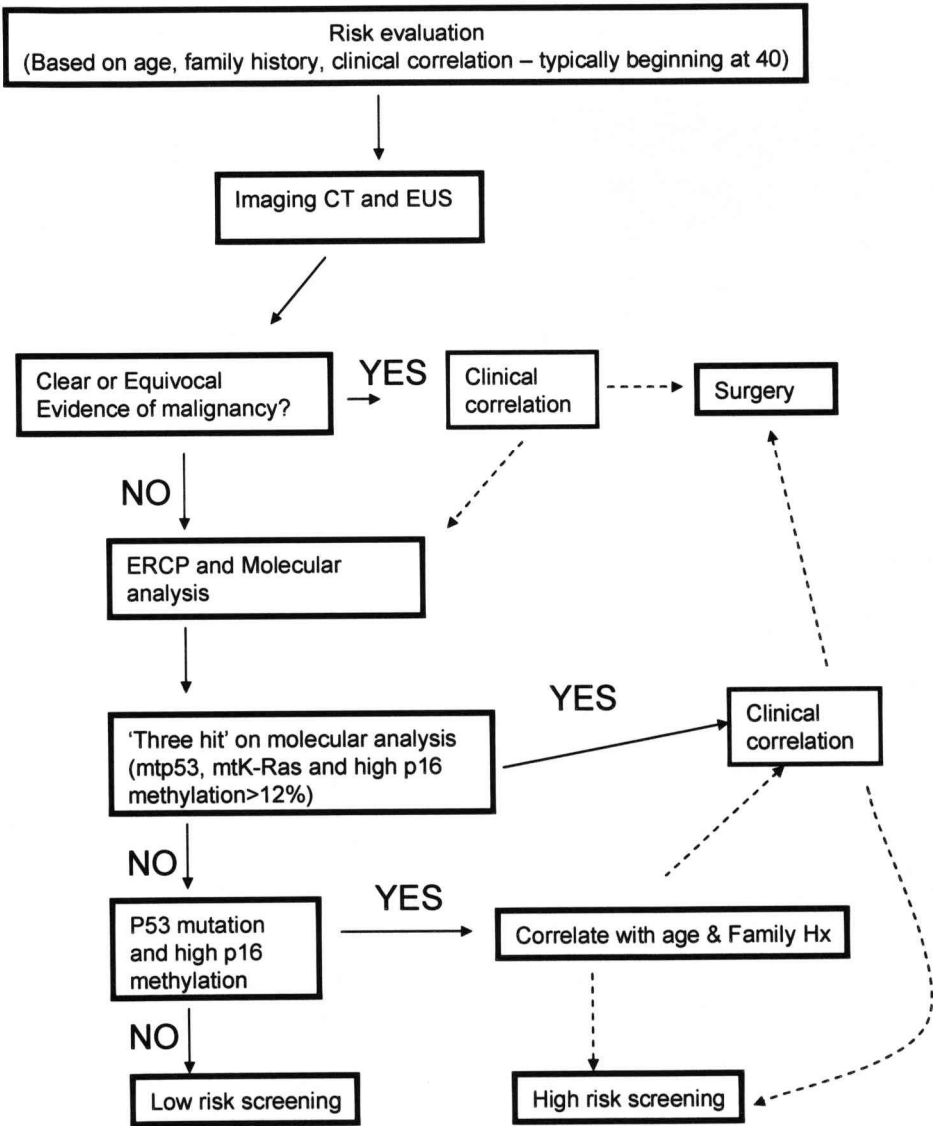 Risk evaluation
(Based on age, family history, clinical correlation – typically beginning at 40)
Imaging CT and EUS
Clear or Equivocal
Evidence of malignancy?
YES
Clinical
correlation
Surgery
NO
ERCP and Molecular
analysis
'Three hit' on molecular analysis
(mtp53, mtK-Ras and high p16
methylation>12%)
YES
Clinical
correlation
NO
P53 mutation
and high p16
methylation
YES
Correlate with age & Family Hx
NO
Low risk screening
High risk screening